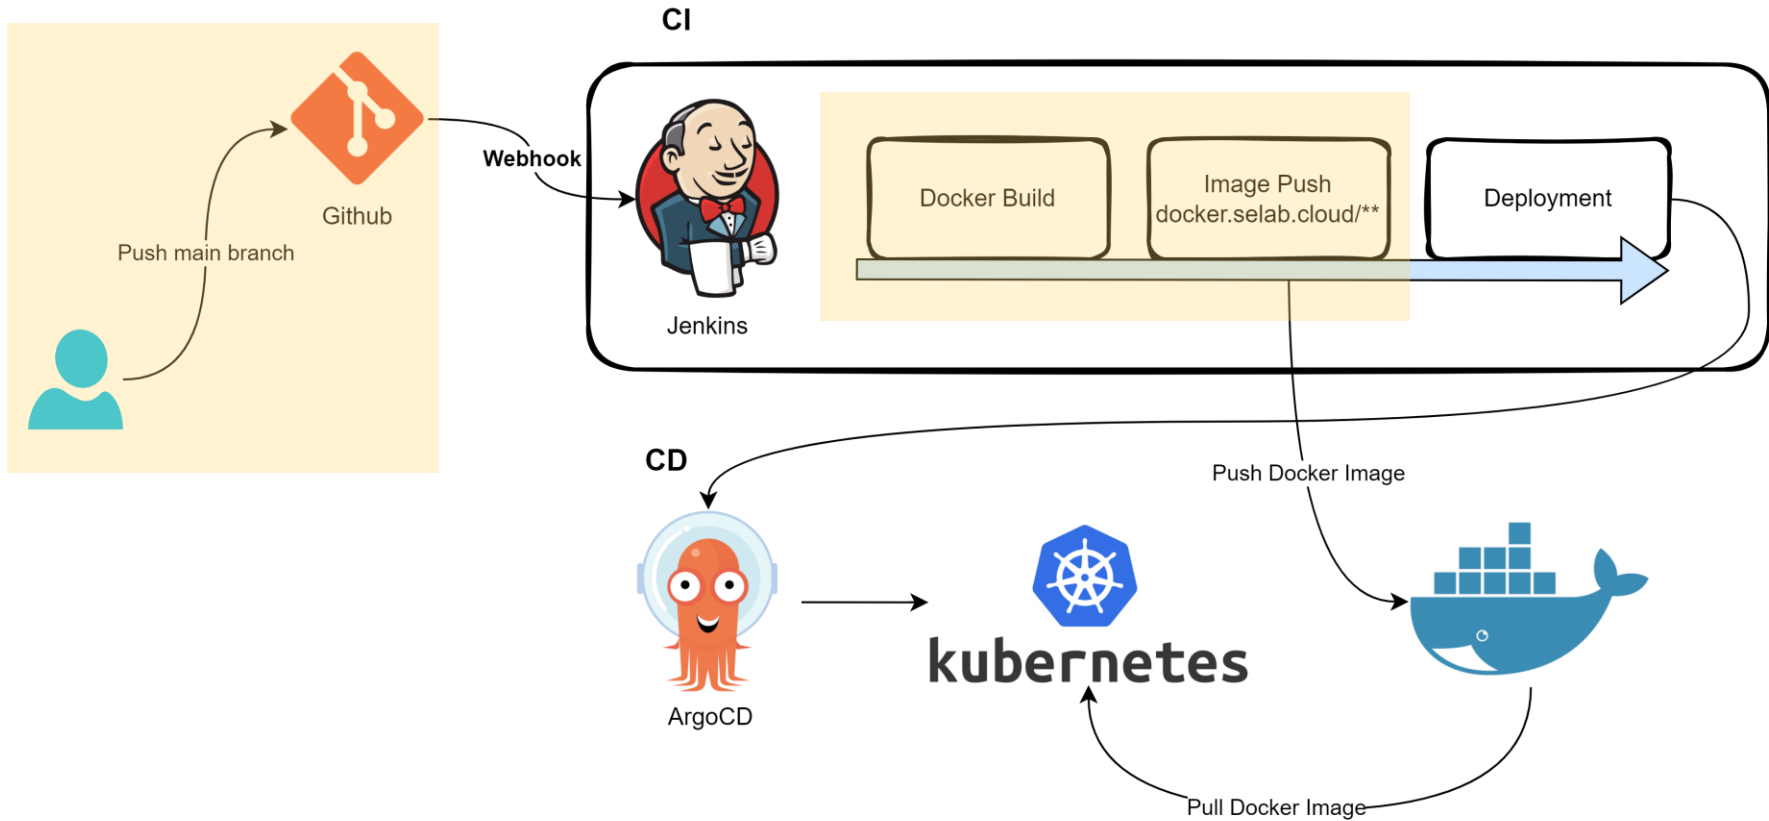 CI
Github
Push main branch
Webhook
Jenkins
Docker Build
Image Push
docker.selab.cloud/**
Deployment
CD
Push Docker Image
ArgoCD
kubernetes
Pull Docker Image